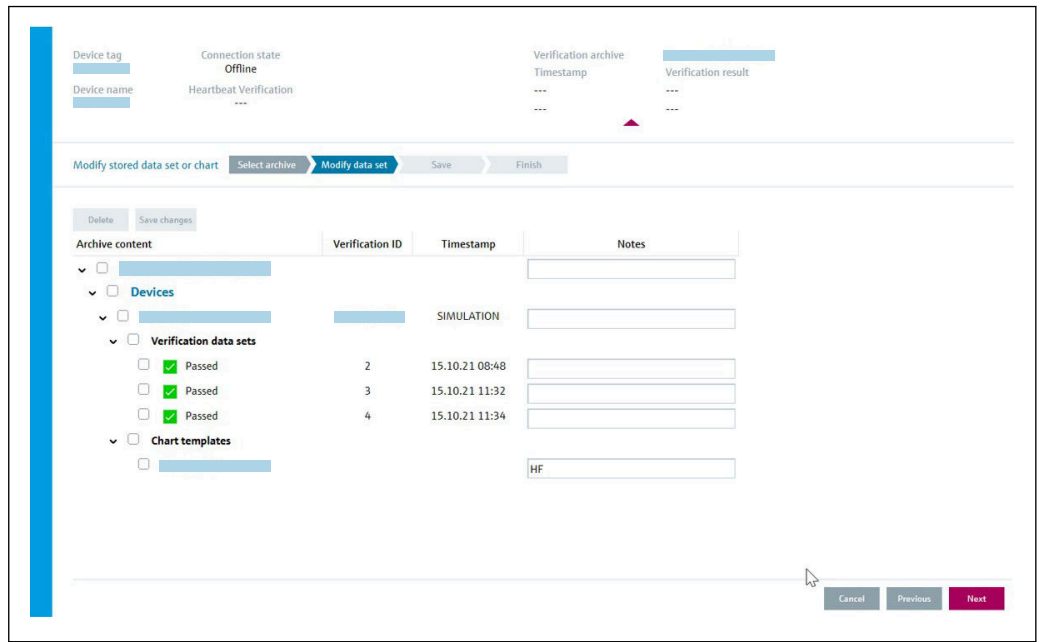 Device tag Connection state Verification archive
Offline Timestamp Verification result
Device name Heartbeat Verification --- ---
--- --- ---
Modify stored data set or chart Select archive Modify data set Save Finish
Delete Save changes
Archive content Verification ID Timestamp Notes
Devices
SIMULATION
Verification data sets
Passed 2 15.10.21 08:48
Passed 3 15.10.21 11:32
Passed 4 15.10.21 11:34
Chart templates
HF
Cancel Previous Next